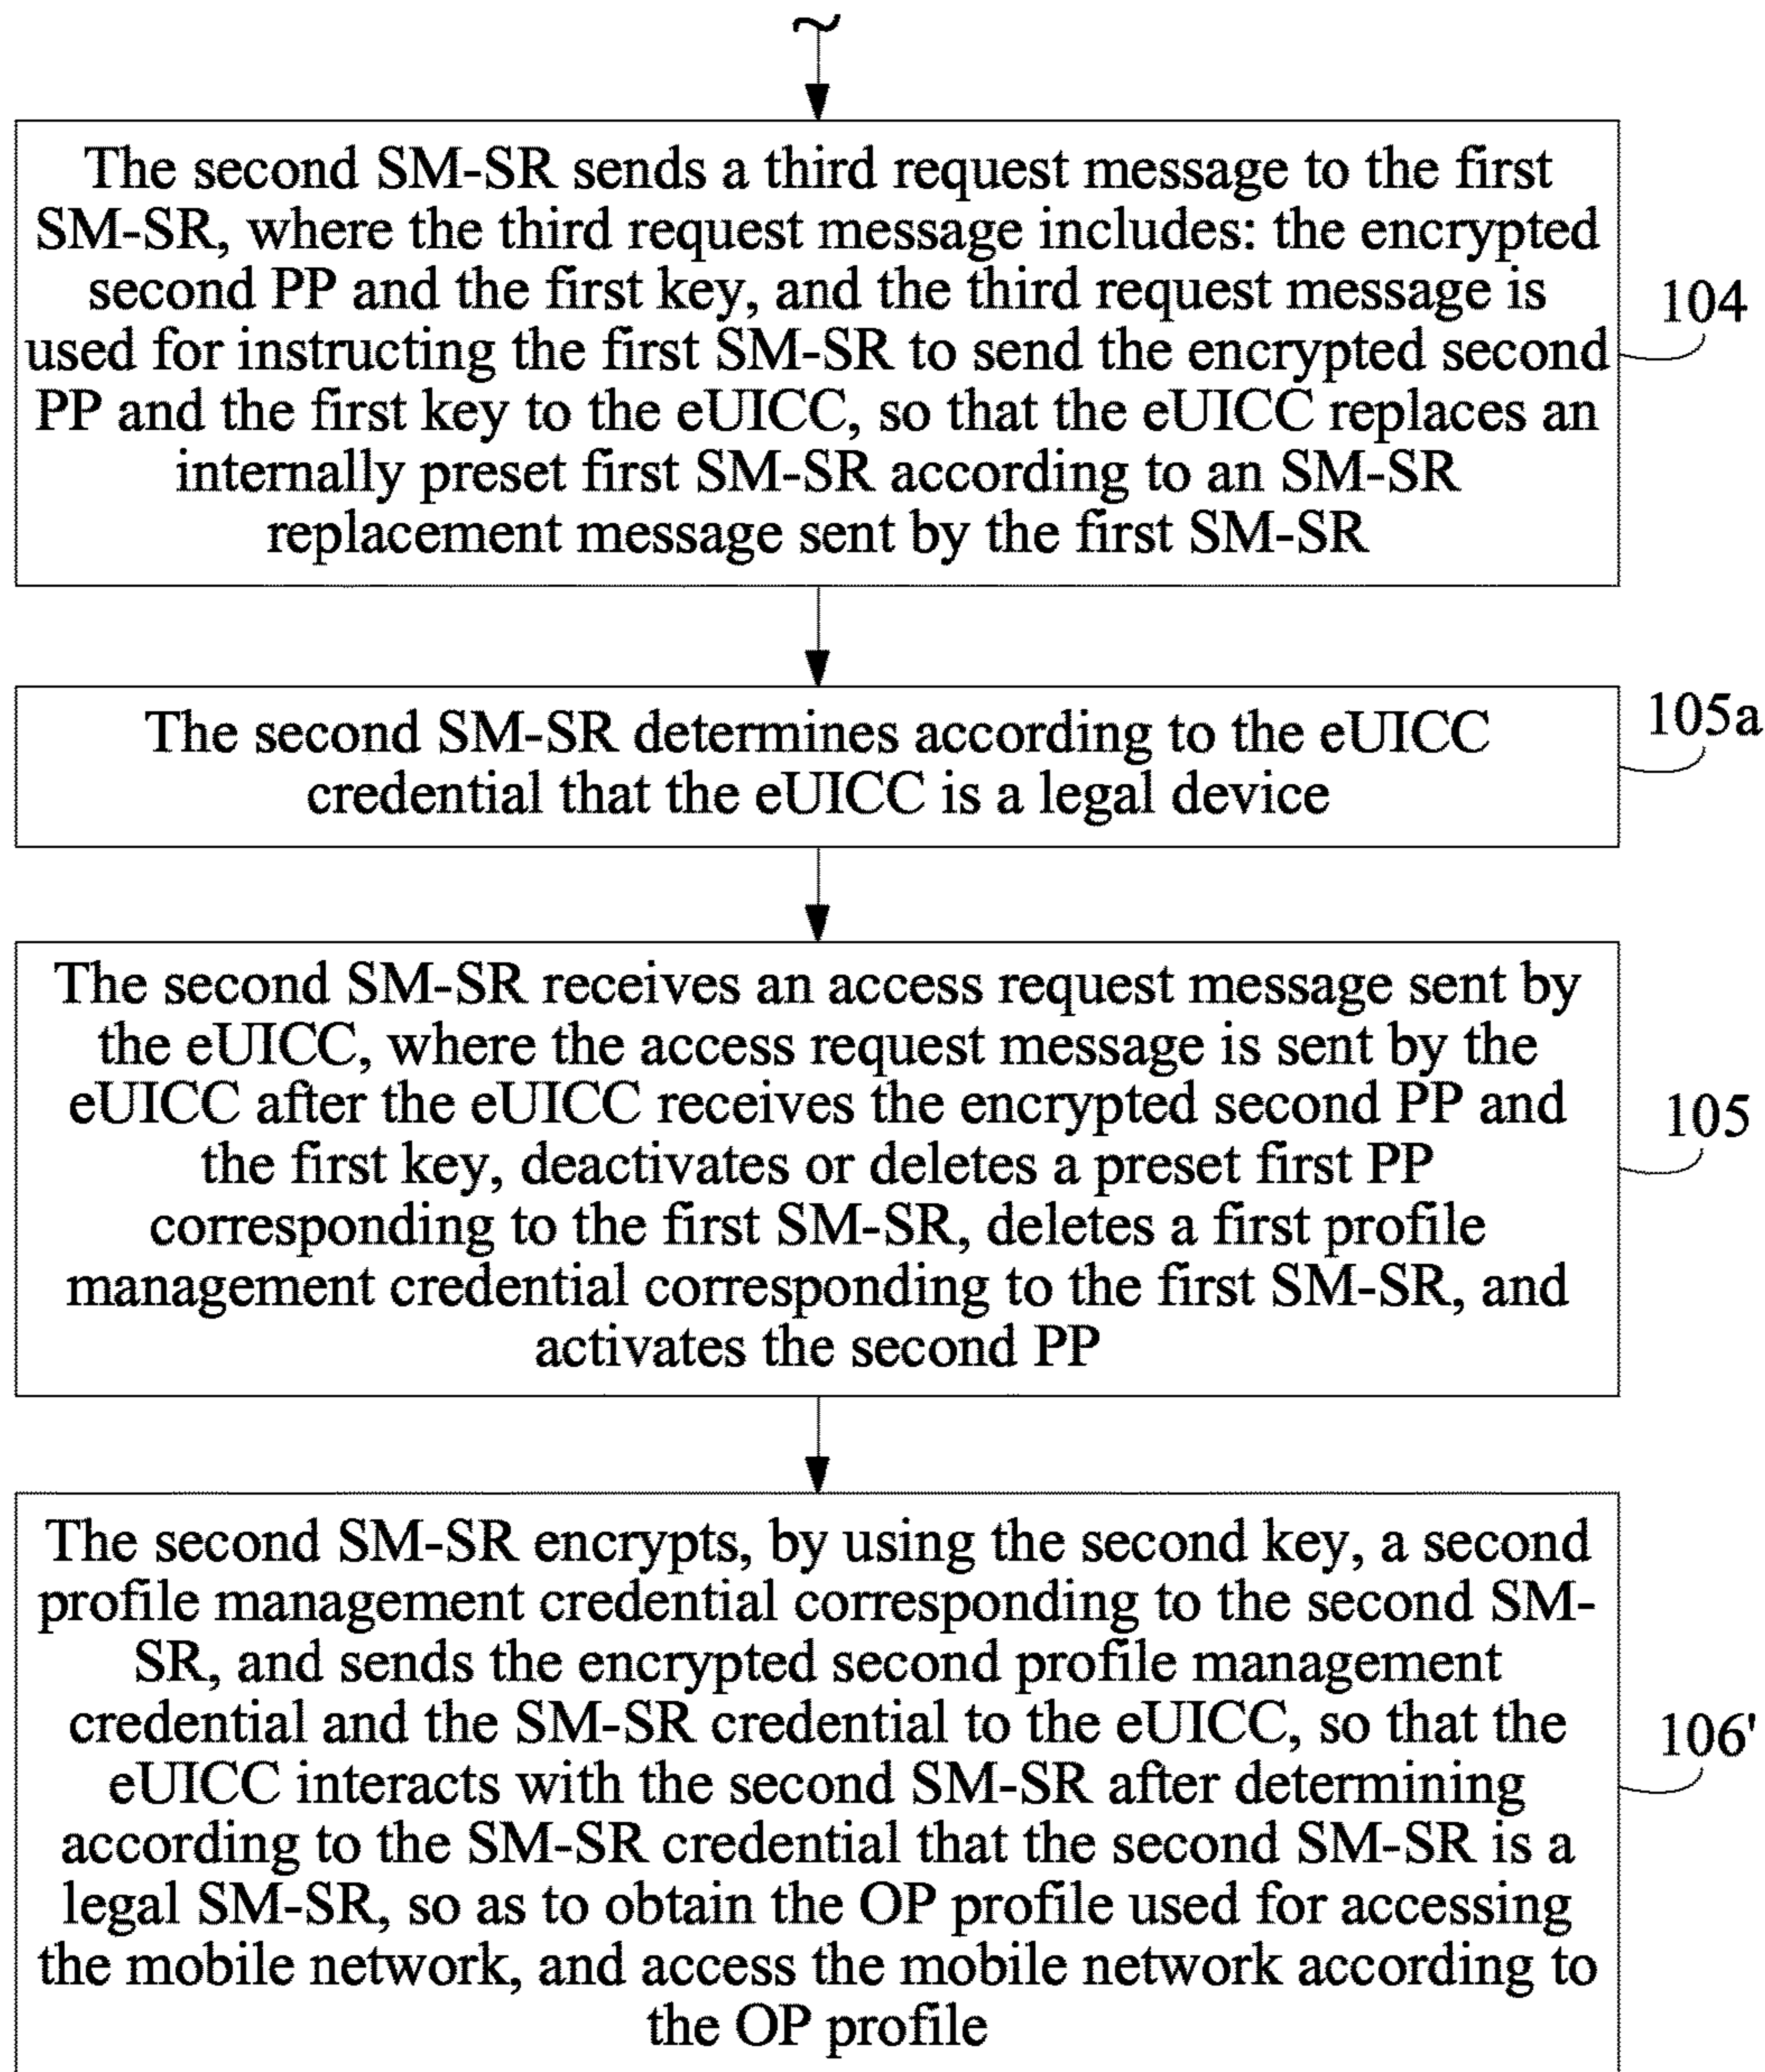 The second SM-SR sends a third request message to the first
SM-SR, where the third request message includes: the encrypted
second PP and the first key, and the third request message is
used for instructing the first SM-SR to send the encrypted second
PP and the first key to the eUICC, so that the eUICC replaces an
internally preset first SM-SR according to an SM-SR
replacement message sent by the first SM-SR
104
The second SM-SR determines according to the eUICC
credential that the eUICC is a legal device
105a
The second SM-SR receives an access request message sent by
the eUICC, where the access request message is sent by the
eUICC after the eUICC receives the encrypted second PP and
the first key, deactivates or deletes a preset first PP
corresponding to the first SM-SR, deletes a first profile
management credential corresponding to the first SM-SR, and
activates the second PP
105
The second SM-SR encrypts, by using the second key, a second
profile management credential corresponding to the second SM-
SR, and sends the encrypted second profile management
credential and the SM-SR credential to the eUICC, so that the
eUICC interacts with the second SM-SR after determining
according to the SM-SR credential that the second SM-SR is a
legal SM-SR, so as to obtain the OP profile used for accessing
the mobile network, and access the mobile network according to
the OP profile
106'